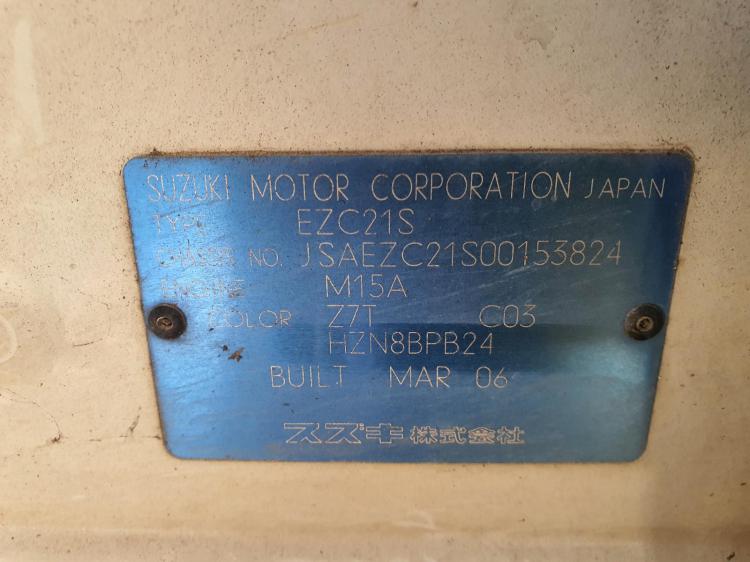 SUZUKI MOTOR CORPORATION JAPAN
TYPE EZC21S
CHASSIS NO. JSAEZC21S00153824
ENGINE M15A
COLOR Z7T C03
HZN8BPB24
BUILT MAR 06
スズキ株式会社